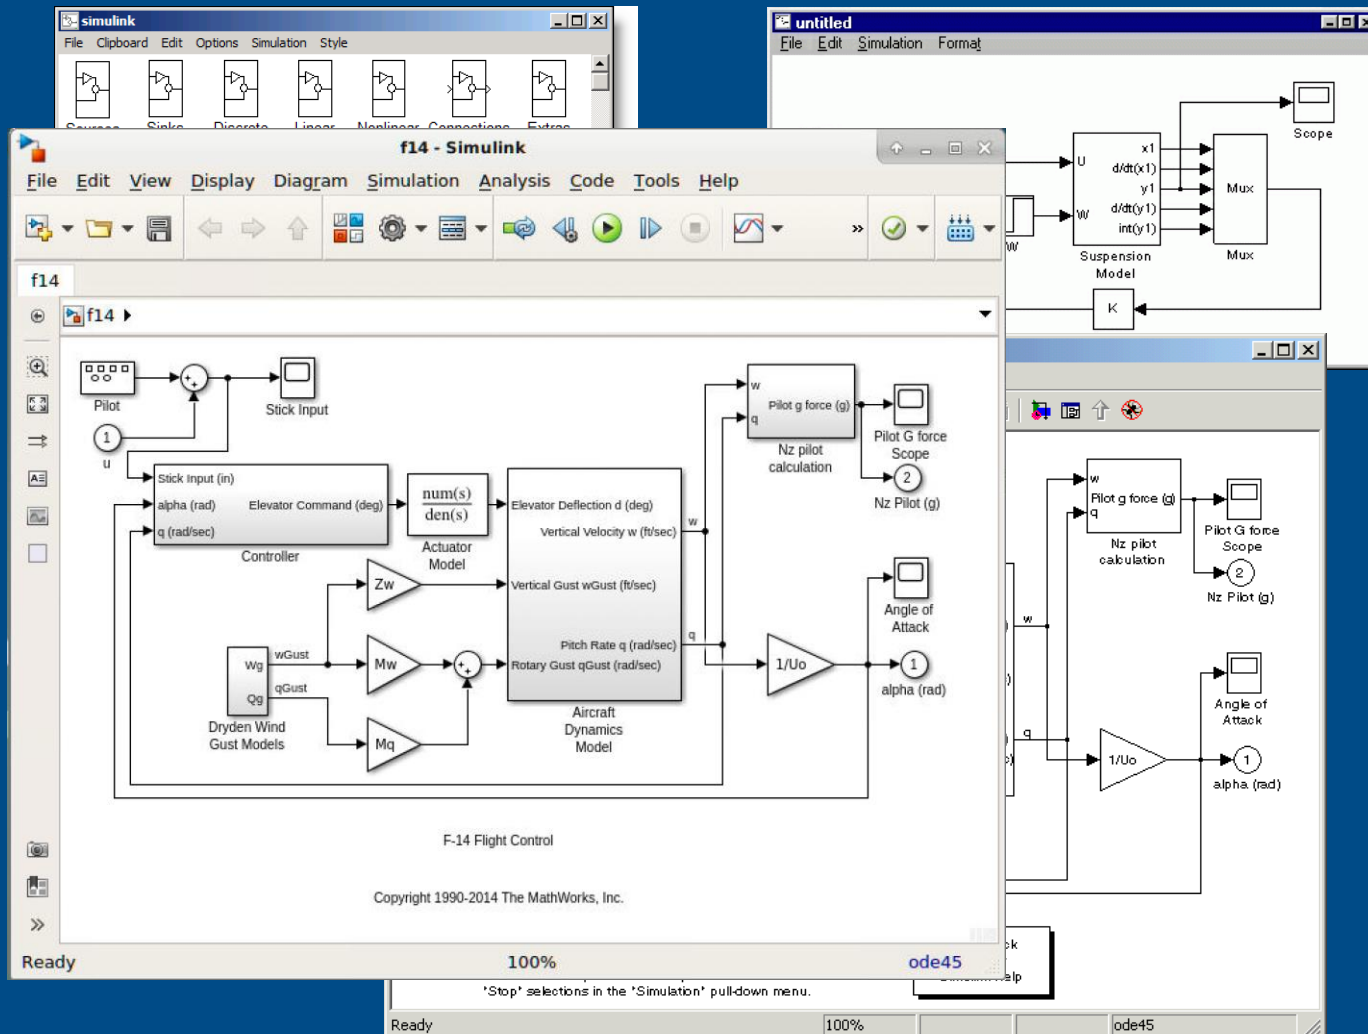 simulink
File Clipboard Edit Options Simulation Style
Sources Sinks Discrete Linear Nonlinear Connections Extras
untitled
File Edit Simulation Format
Scope
U
W
x1
d/dt(x1)
y1
d/dt(y1)
int(y1)
Mux
Suspension
Model
Mux
W
K
f14 - Simulink
File Edit View Display Diagram Simulation Analysis Code Tools Help
f14
f14
Pilot
Stick Input
1
u
Stick Input (in)
alpha (rad)
q (rad/sec)
Elevator Command (deg)
Controller
num(s)
den(s)
Actuator
Model
Elevator Deflection d (deg)
Vertical Velocity w (ft/sec)
Vertical Gust wGust (ft/sec)
Pitch Rate q (rad/sec)
Rotary Gust qGust (rad/sec)
Aircraft
Dynamics
Model
w
q
w
q
Pilot g force (g)
Nz pilot
calculation
Pilot G force
Scope
2
Nz Pilot (g)
Angle of
Attack
1/Uo
1
alpha (rad)
Zw
Mw
Mq
Wg
Qg
wGust
qGust
Dryden Wind
Gust Models
F-14 Flight Control
Copyright 1990-2014 The MathWorks, Inc.
Ready 100% ode45
w
q
Pilot g force (g)
Nz pilot
calculation
Pilot G force
Scope
2
Nz Pilot (g)
w
q
Angle of
Attack
1/Uo
1
alpha (rad)
"Stop" selections in the "Simulation" pull-down menu.
Ready 100% ode45